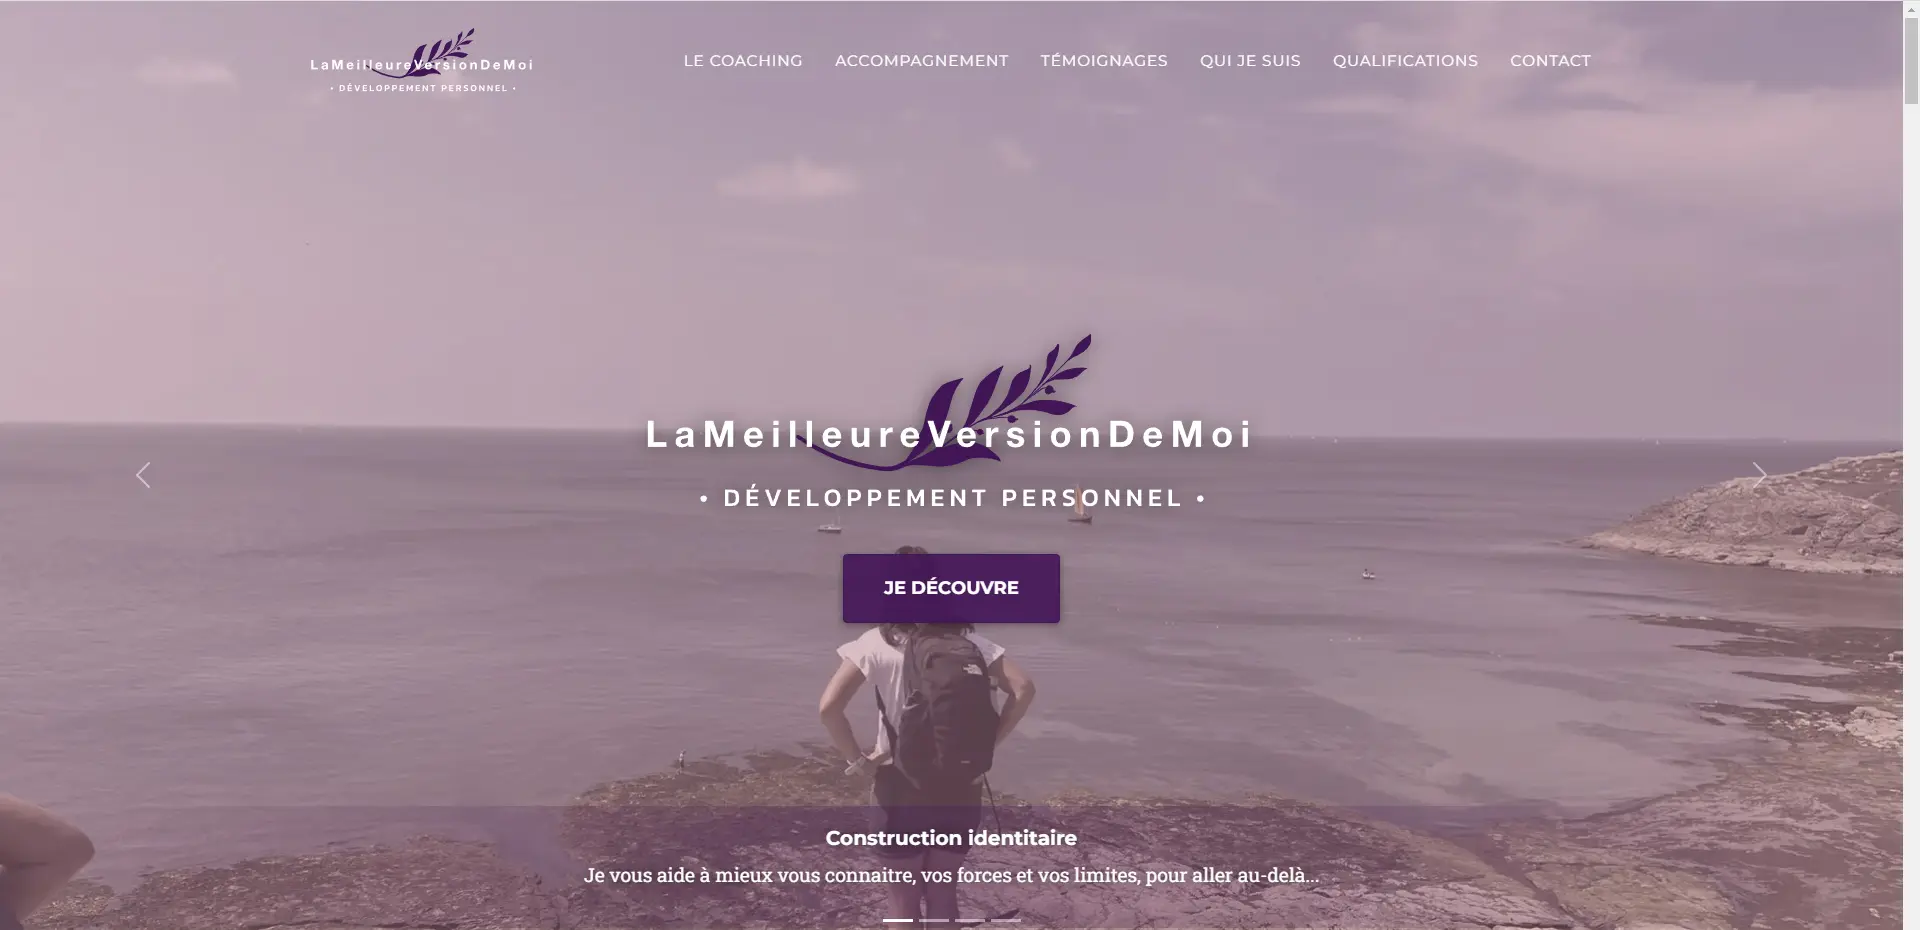 LaMeilleureVersionDeMoi
• DÉVELOPPEMENT PERSONNEL •
LE COACHING
ACCOMPAGNEMENT
TÉMOIGNAGES
QUI JE SUIS
QUALIFICATIONS
CONTACT
LaMeilleureVersionDeMoi
• DÉVELOPPEMENT PERSONNEL •
JE DÉCOUVRE
Construction identitaire
Je vous aide à mieux vous connaitre, vos forces et vos limites, pour aller au-delà...